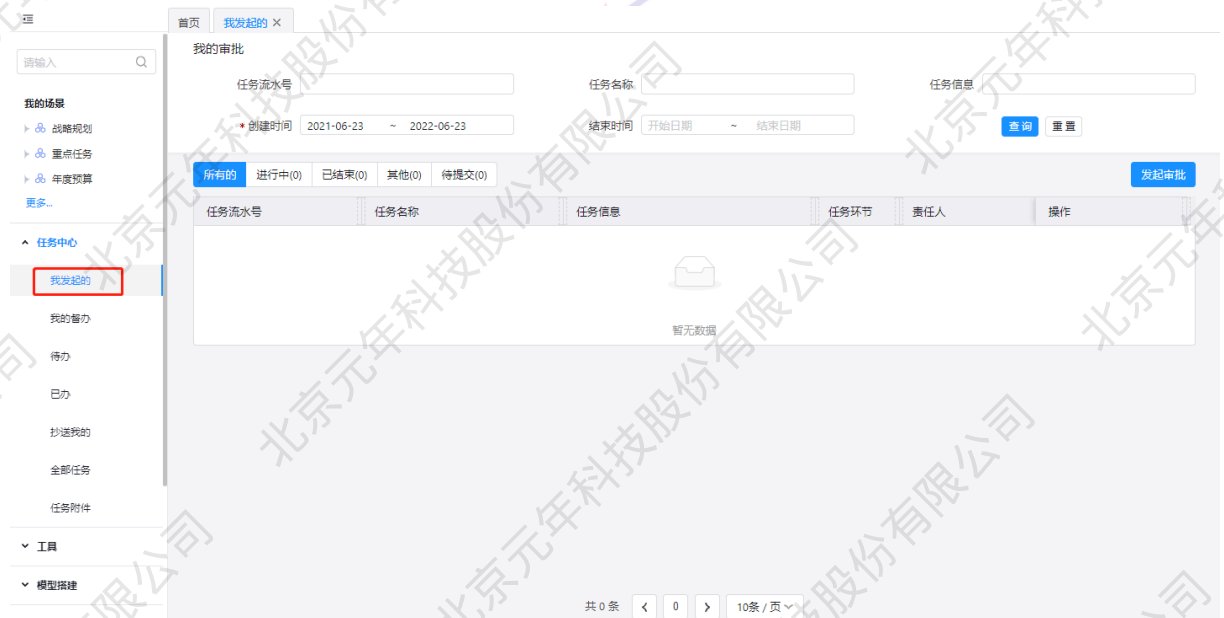 首页
我发起的
请输入
我的场景
战略规划
重点任务
年度预算
更多...
任务中心
我发起的
我的督办
待办
已办
抄送我的
全部任务
任务附件
工具
模型搭建
我的审批
任务流水号
任务名称
任务信息
* 创建时间 2021-06-23 ~ 2022-06-23
结束时间 开始日期 ~ 结束日期
查询 重置
所有的 进行中(0) 已结束(0) 其他(0) 待提交(0)
发起审批
任务流水号 任务名称 任务信息 任务环节 责任人 操作
暂无数据
共 0 条 0 10条 / 页
北京元年科技股份有限公司